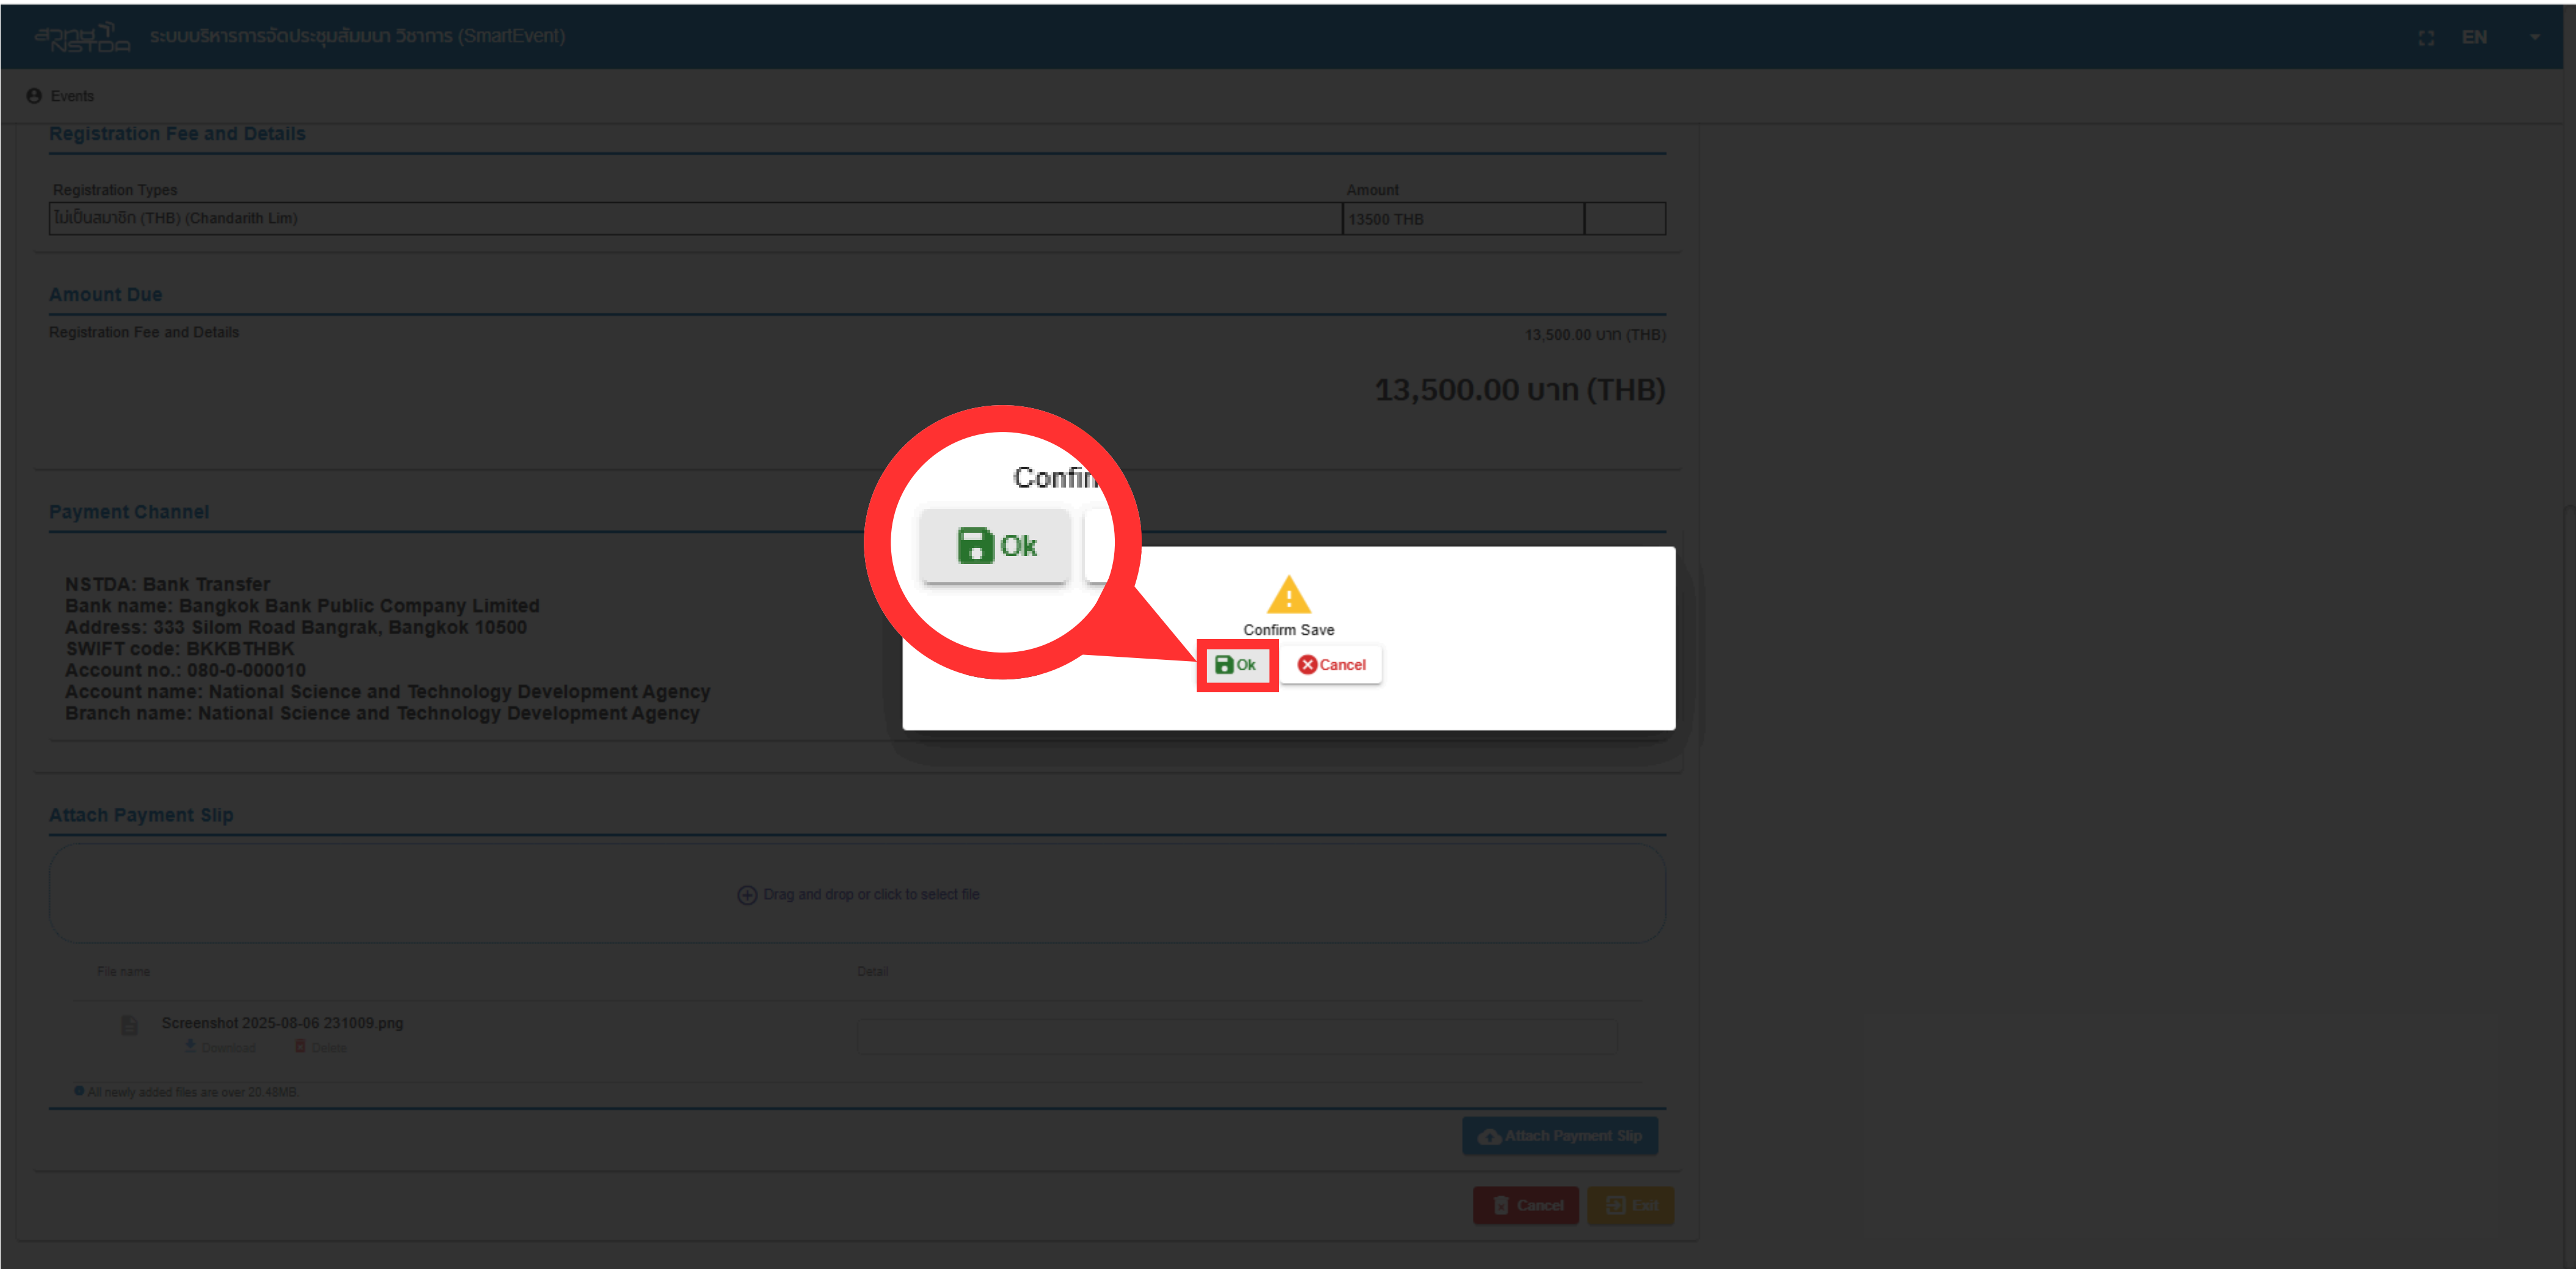 สวทช
NSTDA
ระบบบริหารการจัดประชุมสัมมนา วิชาการ (SmartEvent)
EN
Events
Registration Fee and Details
Registration Types Amount
ไม่เป็นสมาชิก (THB) (Chandarith Lim) 13500 THB
Amount Due
Registration Fee and Details 13,500.00 บาท (THB)
13,500.00 บาท (THB)
Confirm
Ok
Payment Channel
NSTDA: Bank Transfer
Bank name: Bangkok Bank Public Company Limited
Address: 333 Silom Road Bangrak, Bangkok 10500
SWIFT code: BKKBTHBK
Account no.: 080-0-000010
Account name: National Science and Technology Development Agency
Branch name: National Science and Technology Development Agency
Confirm Save
Ok Cancel
Attach Payment Slip
Drag and drop or click to select file
File name Detail
Screenshot 2025-08-06 231009.png
Download Delete
All newly added files are over 20.48MB.
Attach Payment Slip
Cancel Exit